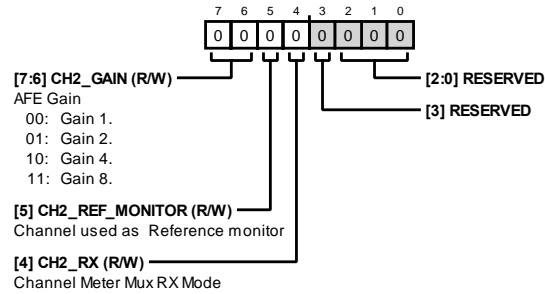 7 6 5 4 3 2 1 0
0 0 0 0 0 0 0 0
[7:6] CH2_GAIN (R/W)
AFE Gain
00: Gain 1.
01: Gain 2.
10: Gain 4.
11: Gain 8.
[5] CH2_REF_MONITOR (R/W)
Channel used as Reference monitor
[4] CH2_RX (R/W)
Channel Meter Mux RX Mode
[2:0] RESERVED
[3] RESERVED